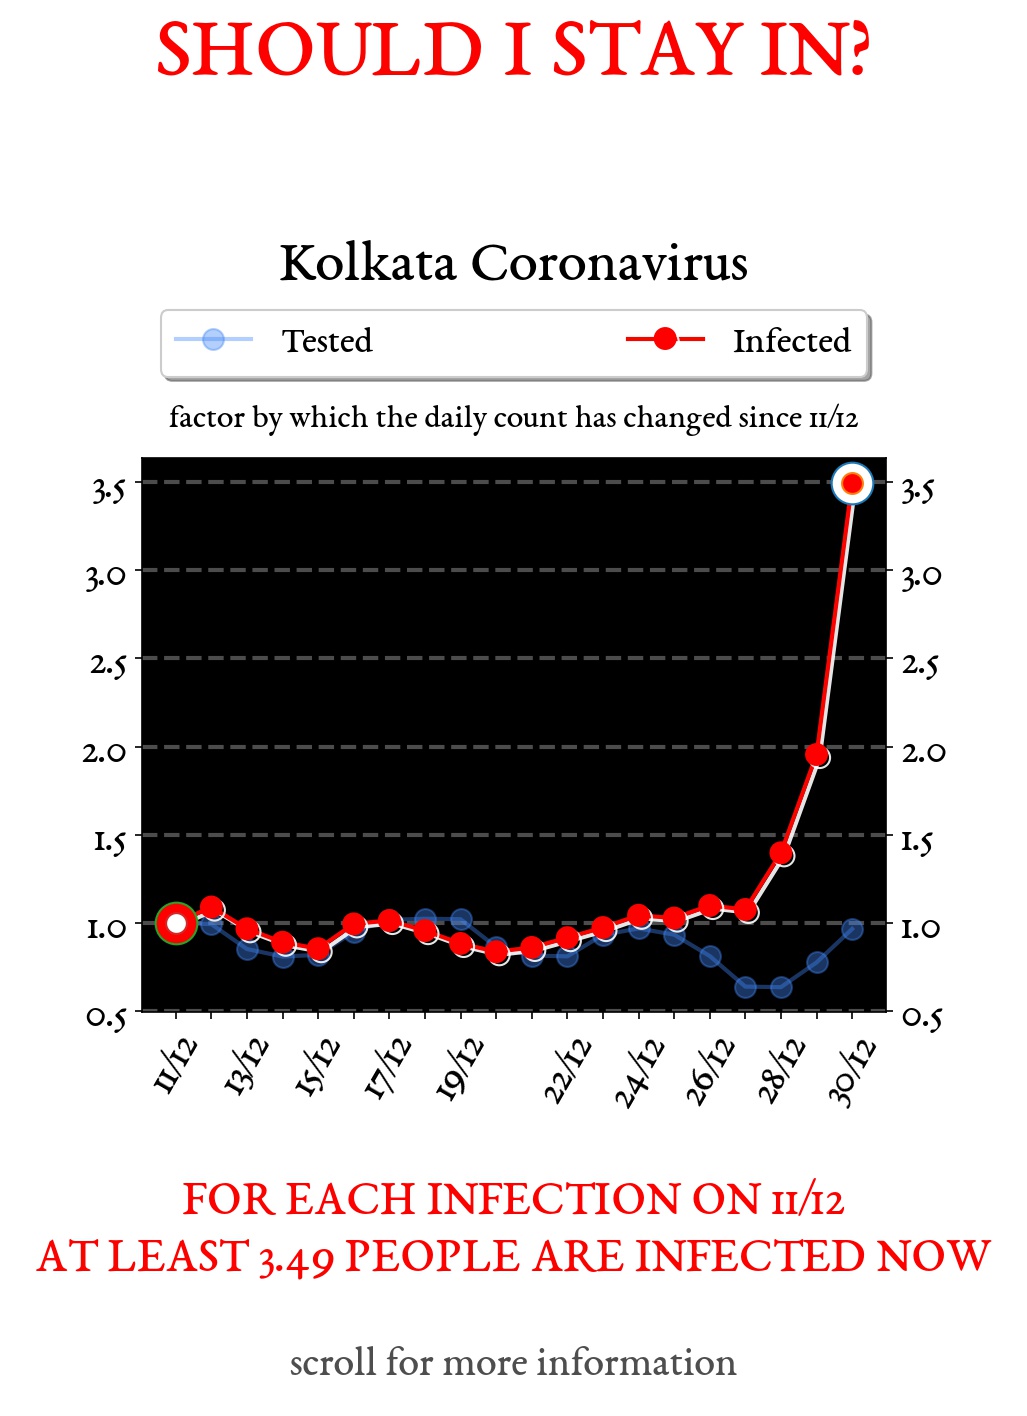 SHOULD I STAY IN?
Kolkata Coronavirus
Tested Infected
factor by which the daily count has changed since 11/12
3.5 3.5
3.0 3.0
2.5 2.5
2.0 2.0
1.5 1.5
1.0 1.0
0.5 0.5
11/12 13/12 15/12 17/12 19/12 22/12 24/12 26/12 28/12 30/12
FOR EACH INFECTION ON 11/12
AT LEAST 3.49 PEOPLE ARE INFECTED NOW
scroll for more information